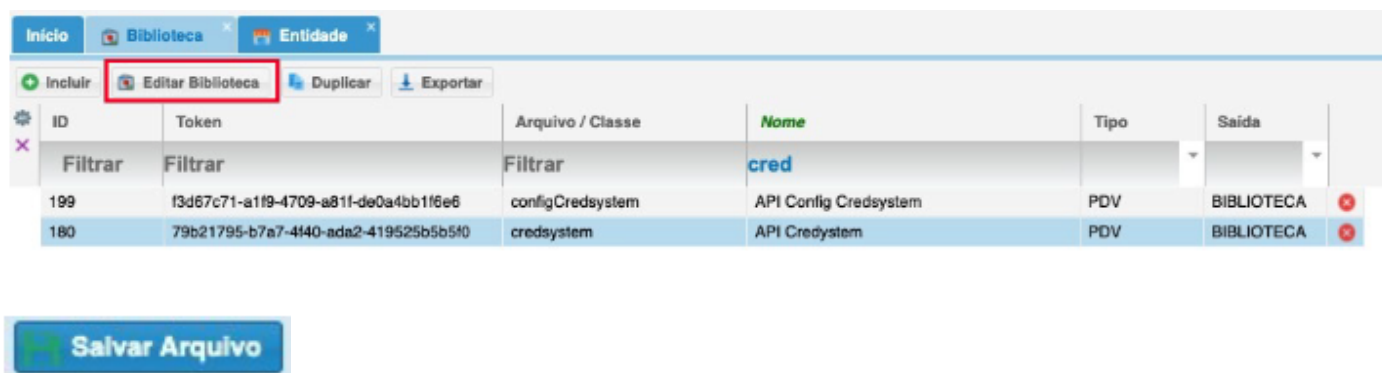 Início Biblioteca × Entidade ×
Incluir Editar Biblioteca Duplicar Exportar
ID Token Arquivo / Classe Nome Tipo Saída
Filtrar Filtrar Filtrar cred
199 f3d67c71-a1f9-4709-a81f-de0a4bb1f6e6 configCredsystem API Config Credsystem PDV BIBLIOTECA
180 79b21795-b7a7-4f40-ada2-419525b5b5f0 credsystem API Credystem PDV BIBLIOTECA
Salvar Arquivo